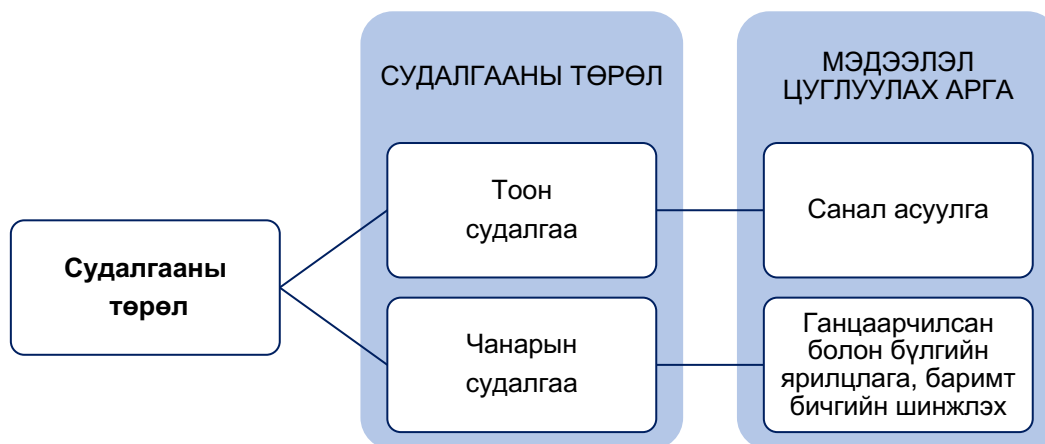 СУДАЛГААНЫ ТӨРӨЛ
МЭДЭЭЛЭЛ
ЦУГЛУУЛАХ АРГА
Судалгааны
төрөл
Тоон
судалгаа
Санал асуулга
Чанарын
судалгаа
Ганцаарчилсан
болон бүлгийн
ярилцлага, баримт
бичгийн шинжлэх